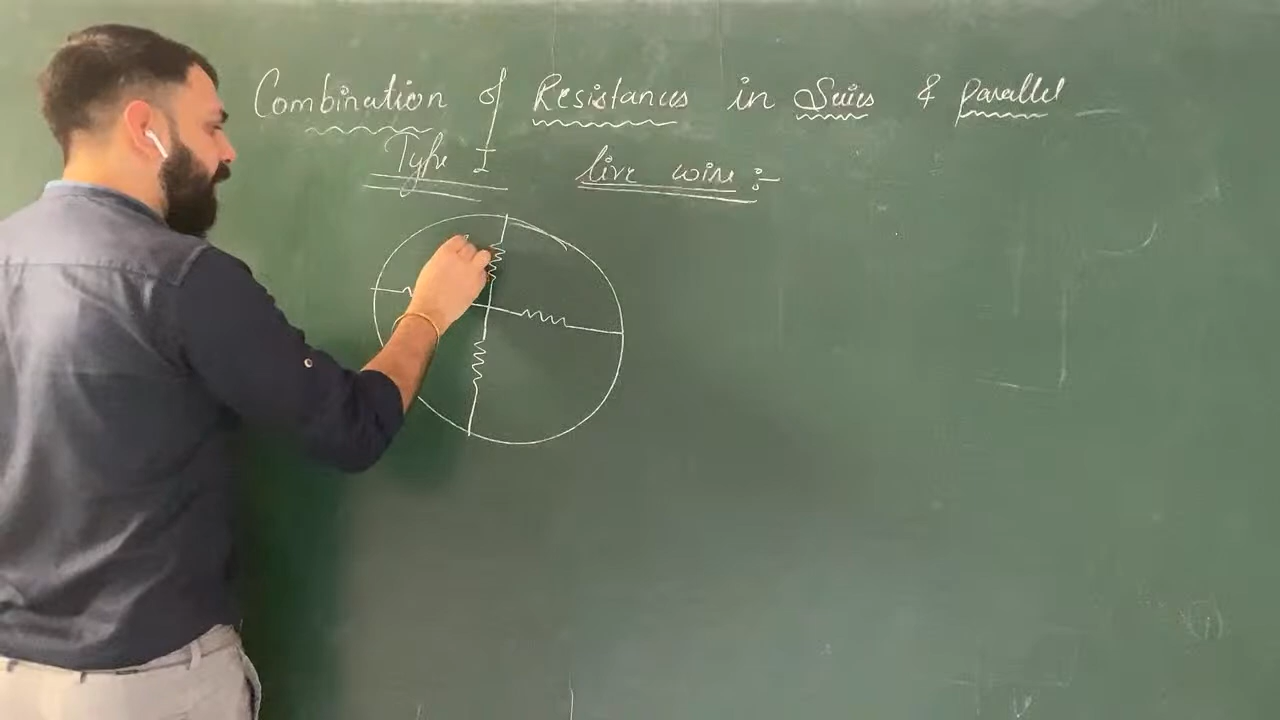 Combination of Resistances in Series & parallel
Type I live wire :-